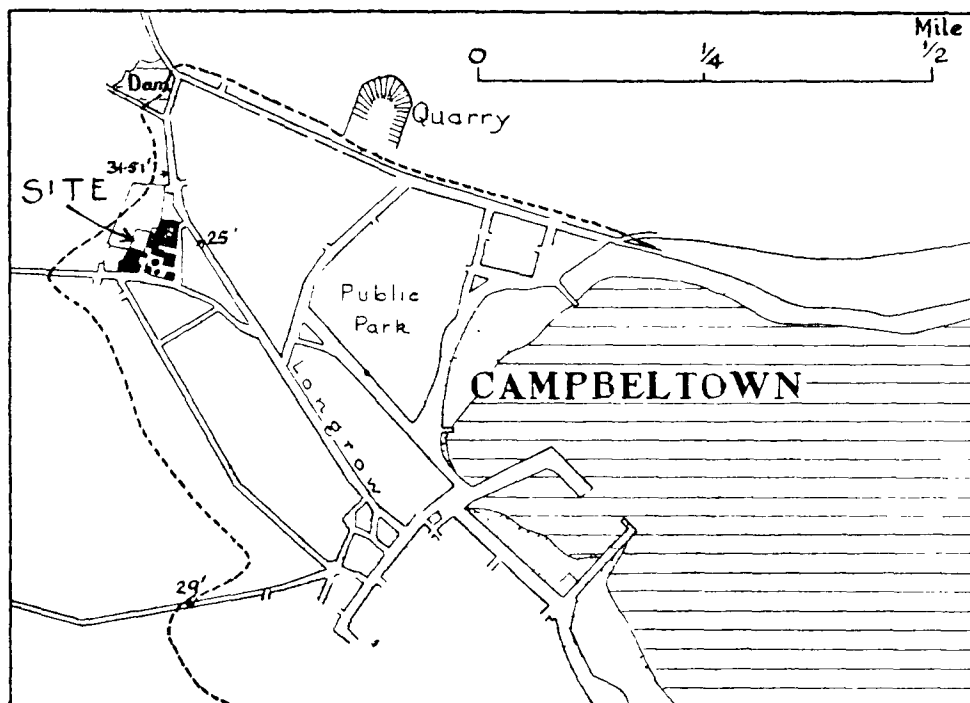 Mile
0 1/4 1/2
Dam
Quarry
34·51'
SITE
25'
Public
Park
CAMPBELTOWN
Longrow
29'